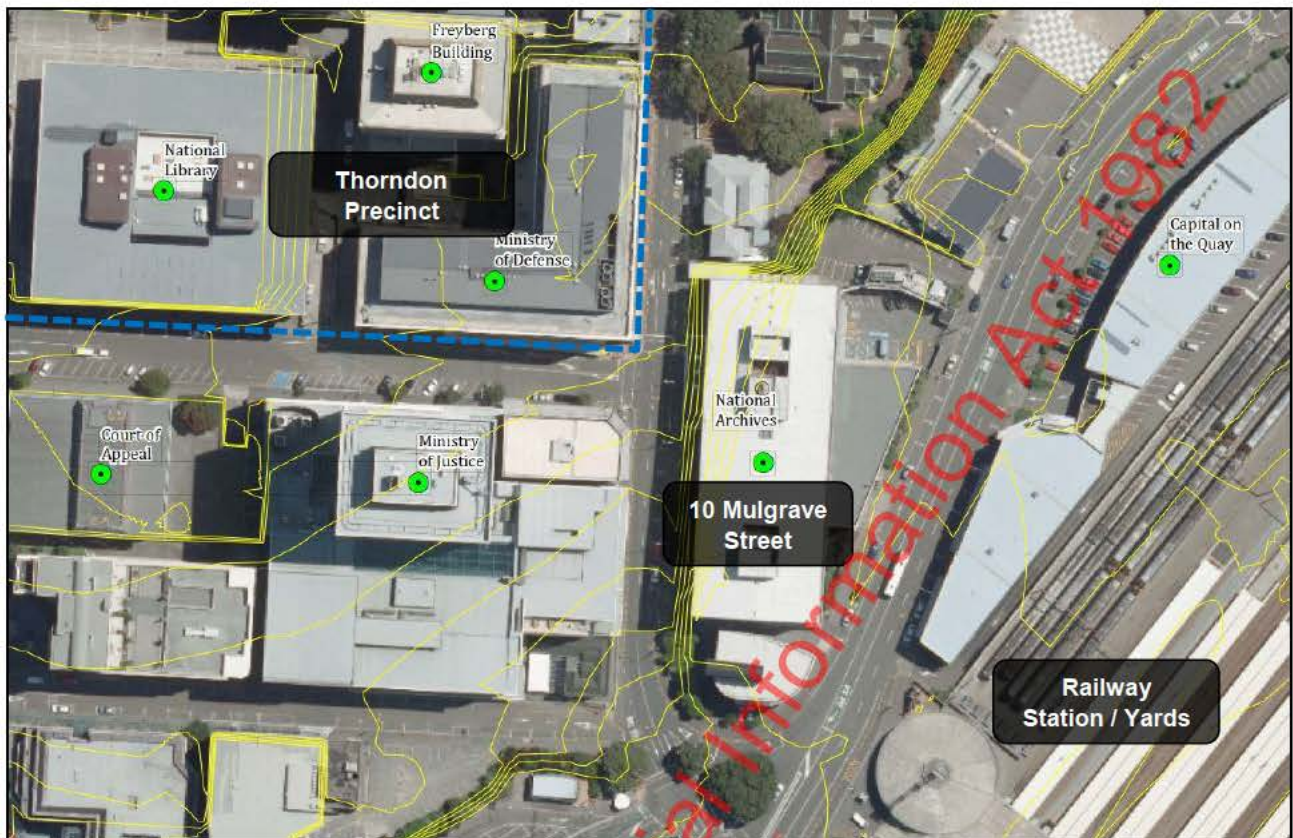 Freyberg
Building
National
Library
Thorndon
Precinct
Ministry
of Defense
Capital on
the Quay
National
Archives
Court of
Appeal
Ministry
of Justice
10 Mulgrave
Street
Railway
Station / Yards
al Information Act 1982